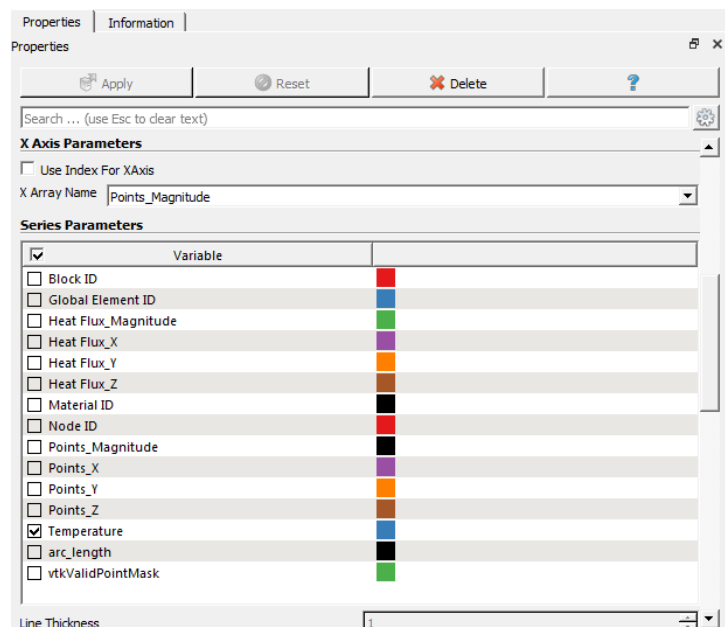 Properties Information
Properties
Apply Reset Delete ?
Search ... (use Esc to clear text)
X Axis Parameters
Use Index For XAxis
X Array Name Points_Magnitude
Series Parameters
Variable
Block ID
Global Element ID
Heat Flux_Magnitude
Heat Flux_X
Heat Flux_Y
Heat Flux_Z
Material ID
Node ID
Points_Magnitude
Points_X
Points_Y
Points_Z
Temperature
arc_length
vtkValidPointMask
Line Thickness 1